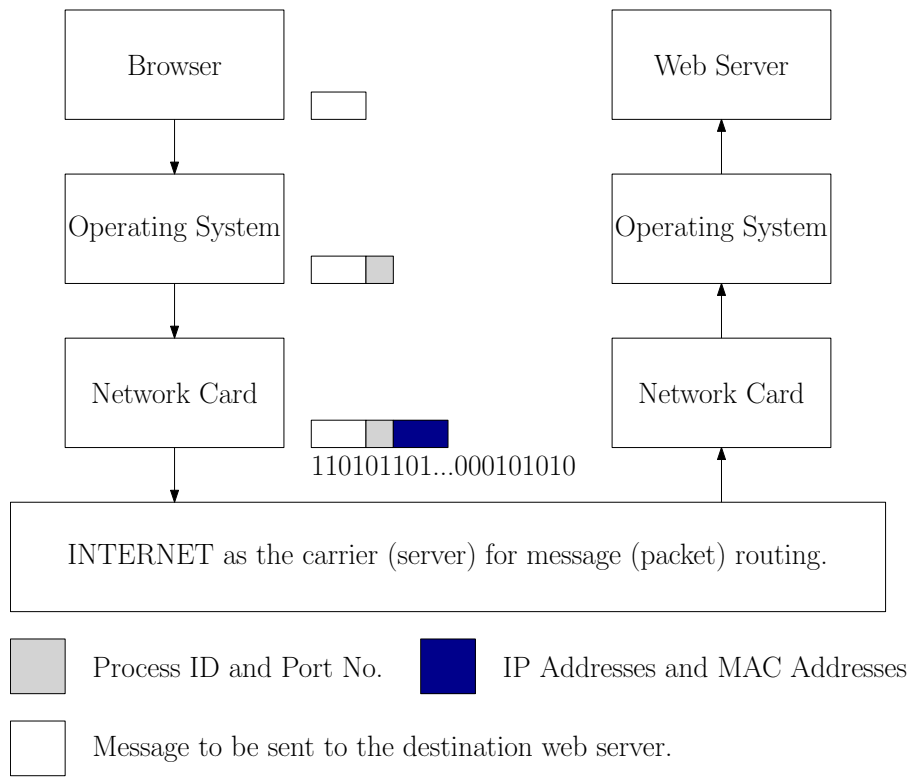 Browser
Web Server
Operating System
Operating System
Network Card
Network Card
110101101...000101010
INTERNET as the carrier (server) for message (packet) routing.
Process ID and Port No.
IP Addresses and MAC Addresses
Message to be sent to the destination web server.